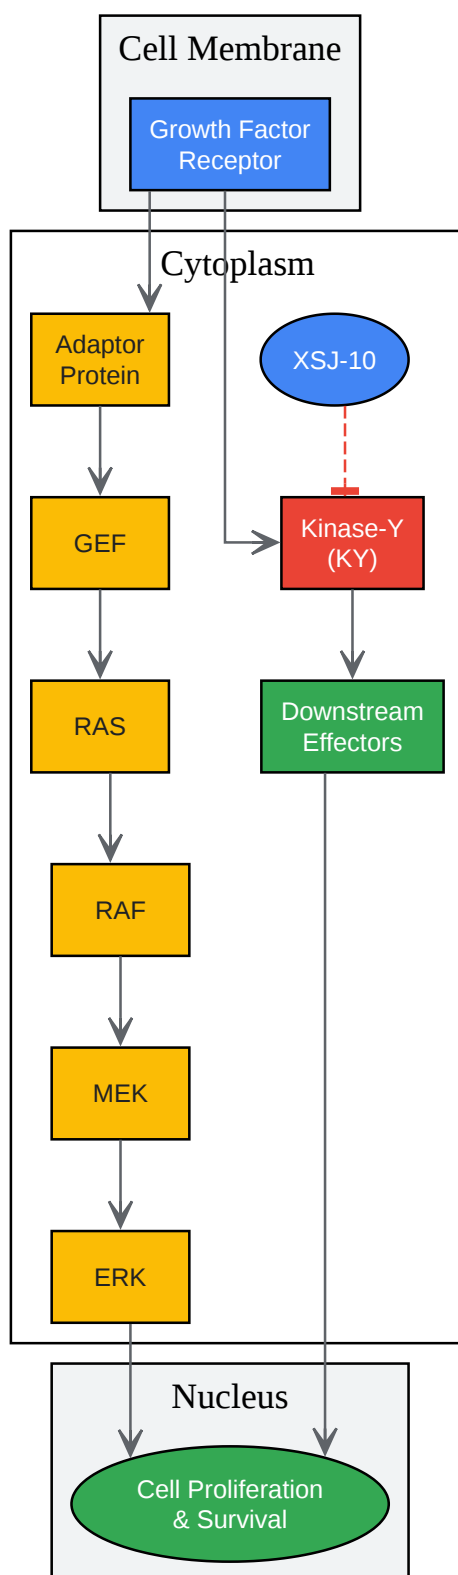 Cell Membrane
Growth Factor
Receptor
Cytoplasm
Adaptor
Protein
XSJ-10
GEF
Kinase-Y
(KY)
RAS
Downstream
Effectors
RAF
MEK
ERK
Nucleus
Cell Proliferation
& Survival